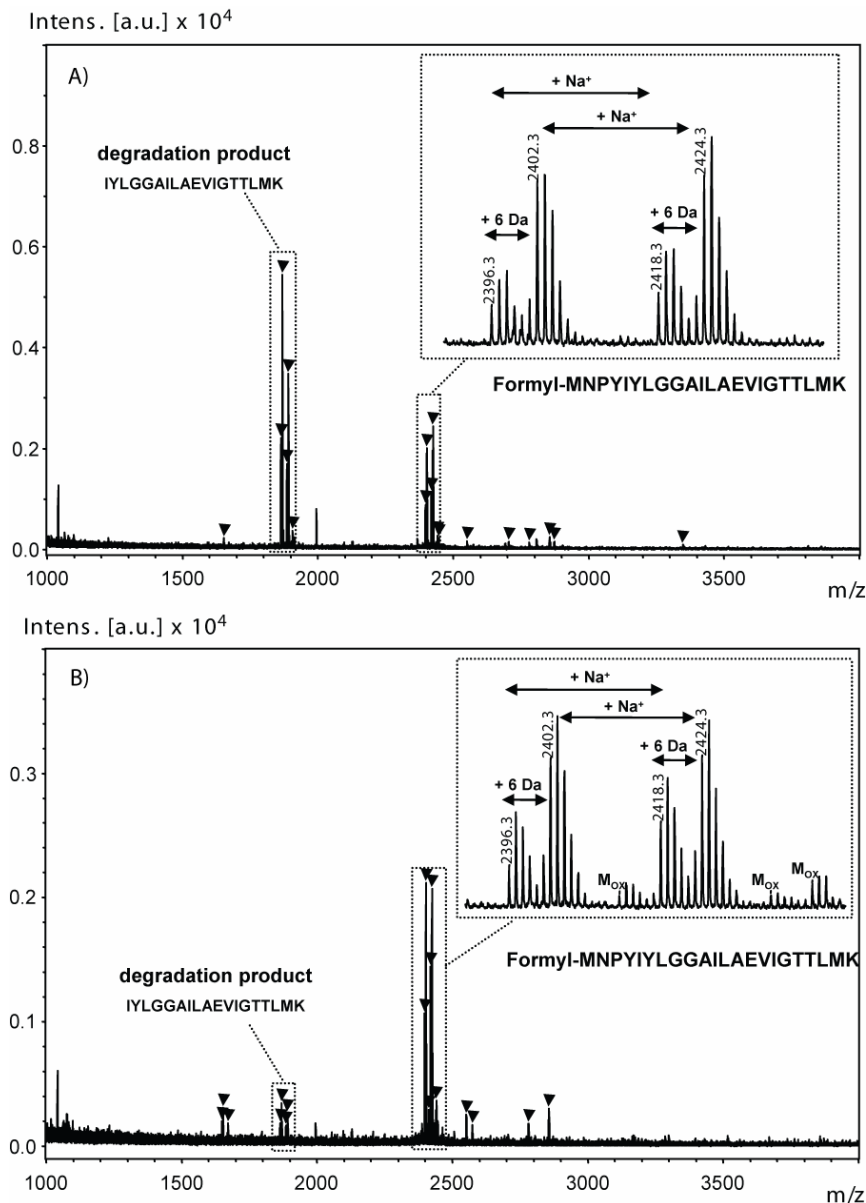 Intens. [a.u.] x 10⁴
A)
+ Na⁺
+ Na⁺
degradation product
IYLGGAILAEVIGTTLMK
+ 6 Da
+ 6 Da
2396.3
2402.3
2418.3
2424.3
Formyl-MNPYIYLGGAILAEVIGTTLMK
0.8
0.6
0.4
0.2
0.0
1000
1500
2000
2500
3000
3500
m/z
Intens. [a.u.] x 10⁴
B)
+ Na⁺
+ Na⁺
+ 6 Da
+ 6 Da
2396.3
2402.3
2418.3
2424.3
Mox
Mox
Mox
Formyl-MNPYIYLGGAILAEVIGTTLMK
degradation product
IYLGGAILAEVIGTTLMK
0.3
0.2
0.1
0.0
1000
1500
2000
2500
3000
3500
m/z